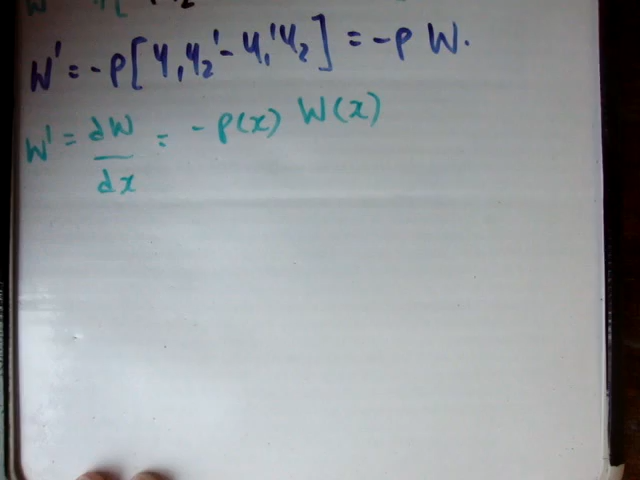 W' = -P[Y₁Y₂' - Y₁'Y₂] = -P W.
W' = dW/dx = -P(x) W(x)